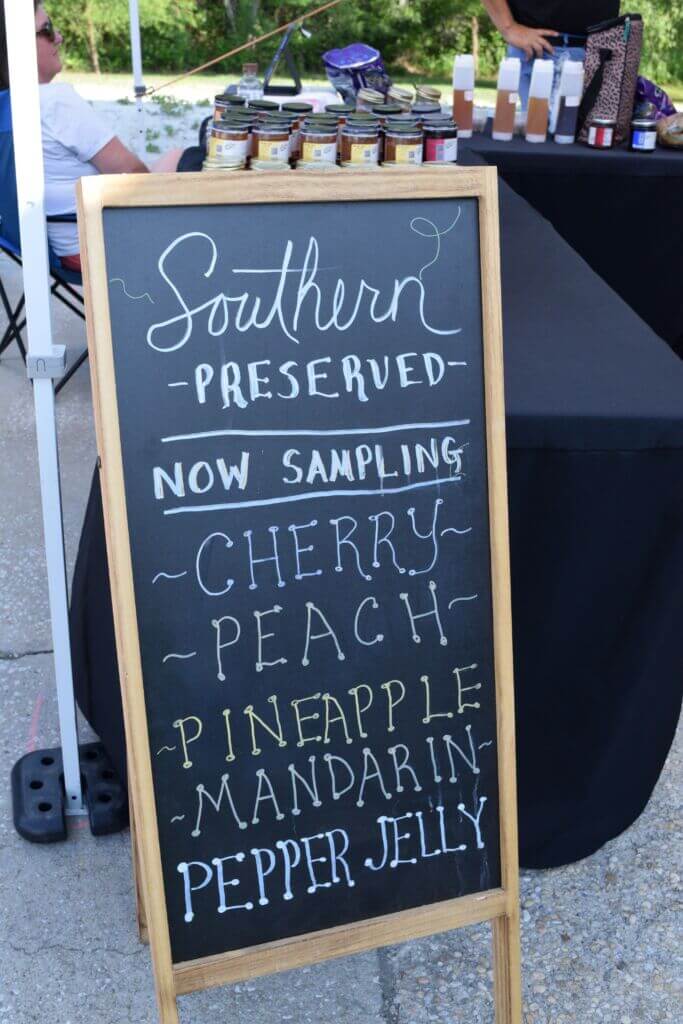 Southern
-PRESERVED-
NOW SAMPLING
~CHERRY~
~PEACH~
~PINEAPPLE
~MANDARIN~
PEPPER JELLY